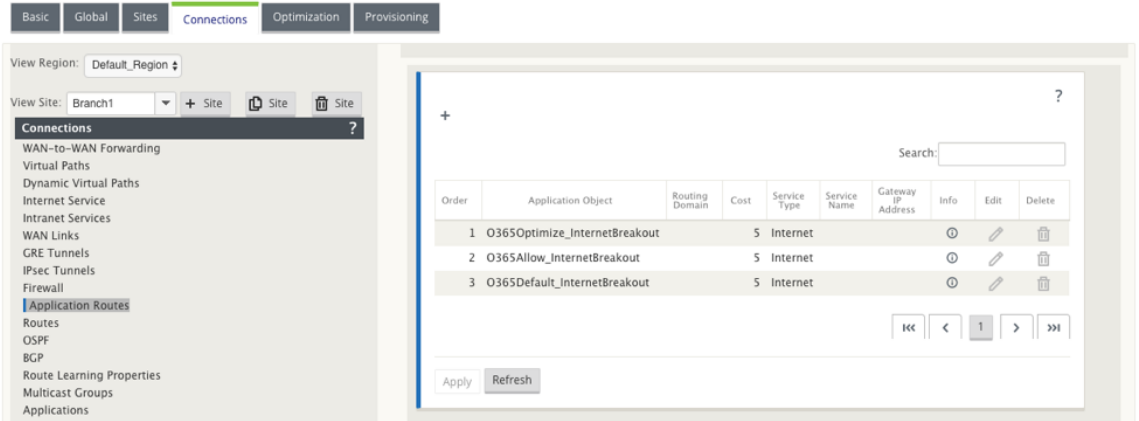 Basic Global Sites Connections Optimization Provisioning
View Region: Default_Region
View Site: Branch1 + Site Site Site
Connections ?
WAN-to-WAN Forwarding
Virtual Paths
Dynamic Virtual Paths
Internet Service
Intranet Services
WAN Links
GRE Tunnels
IPsec Tunnels
Firewall
Application Routes
Routes
OSPF
BGP
Route Learning Properties
Multicast Groups
Applications
?
+
Search:
Order Application Object Routing Domain Cost Service Type Service Name Gateway IP Address Info Edit Delete
1 O365Optimize_InternetBreakout 5 Internet
2 O365Allow_InternetBreakout 5 Internet
3 O365Default_InternetBreakout 5 Internet
1
Apply Refresh